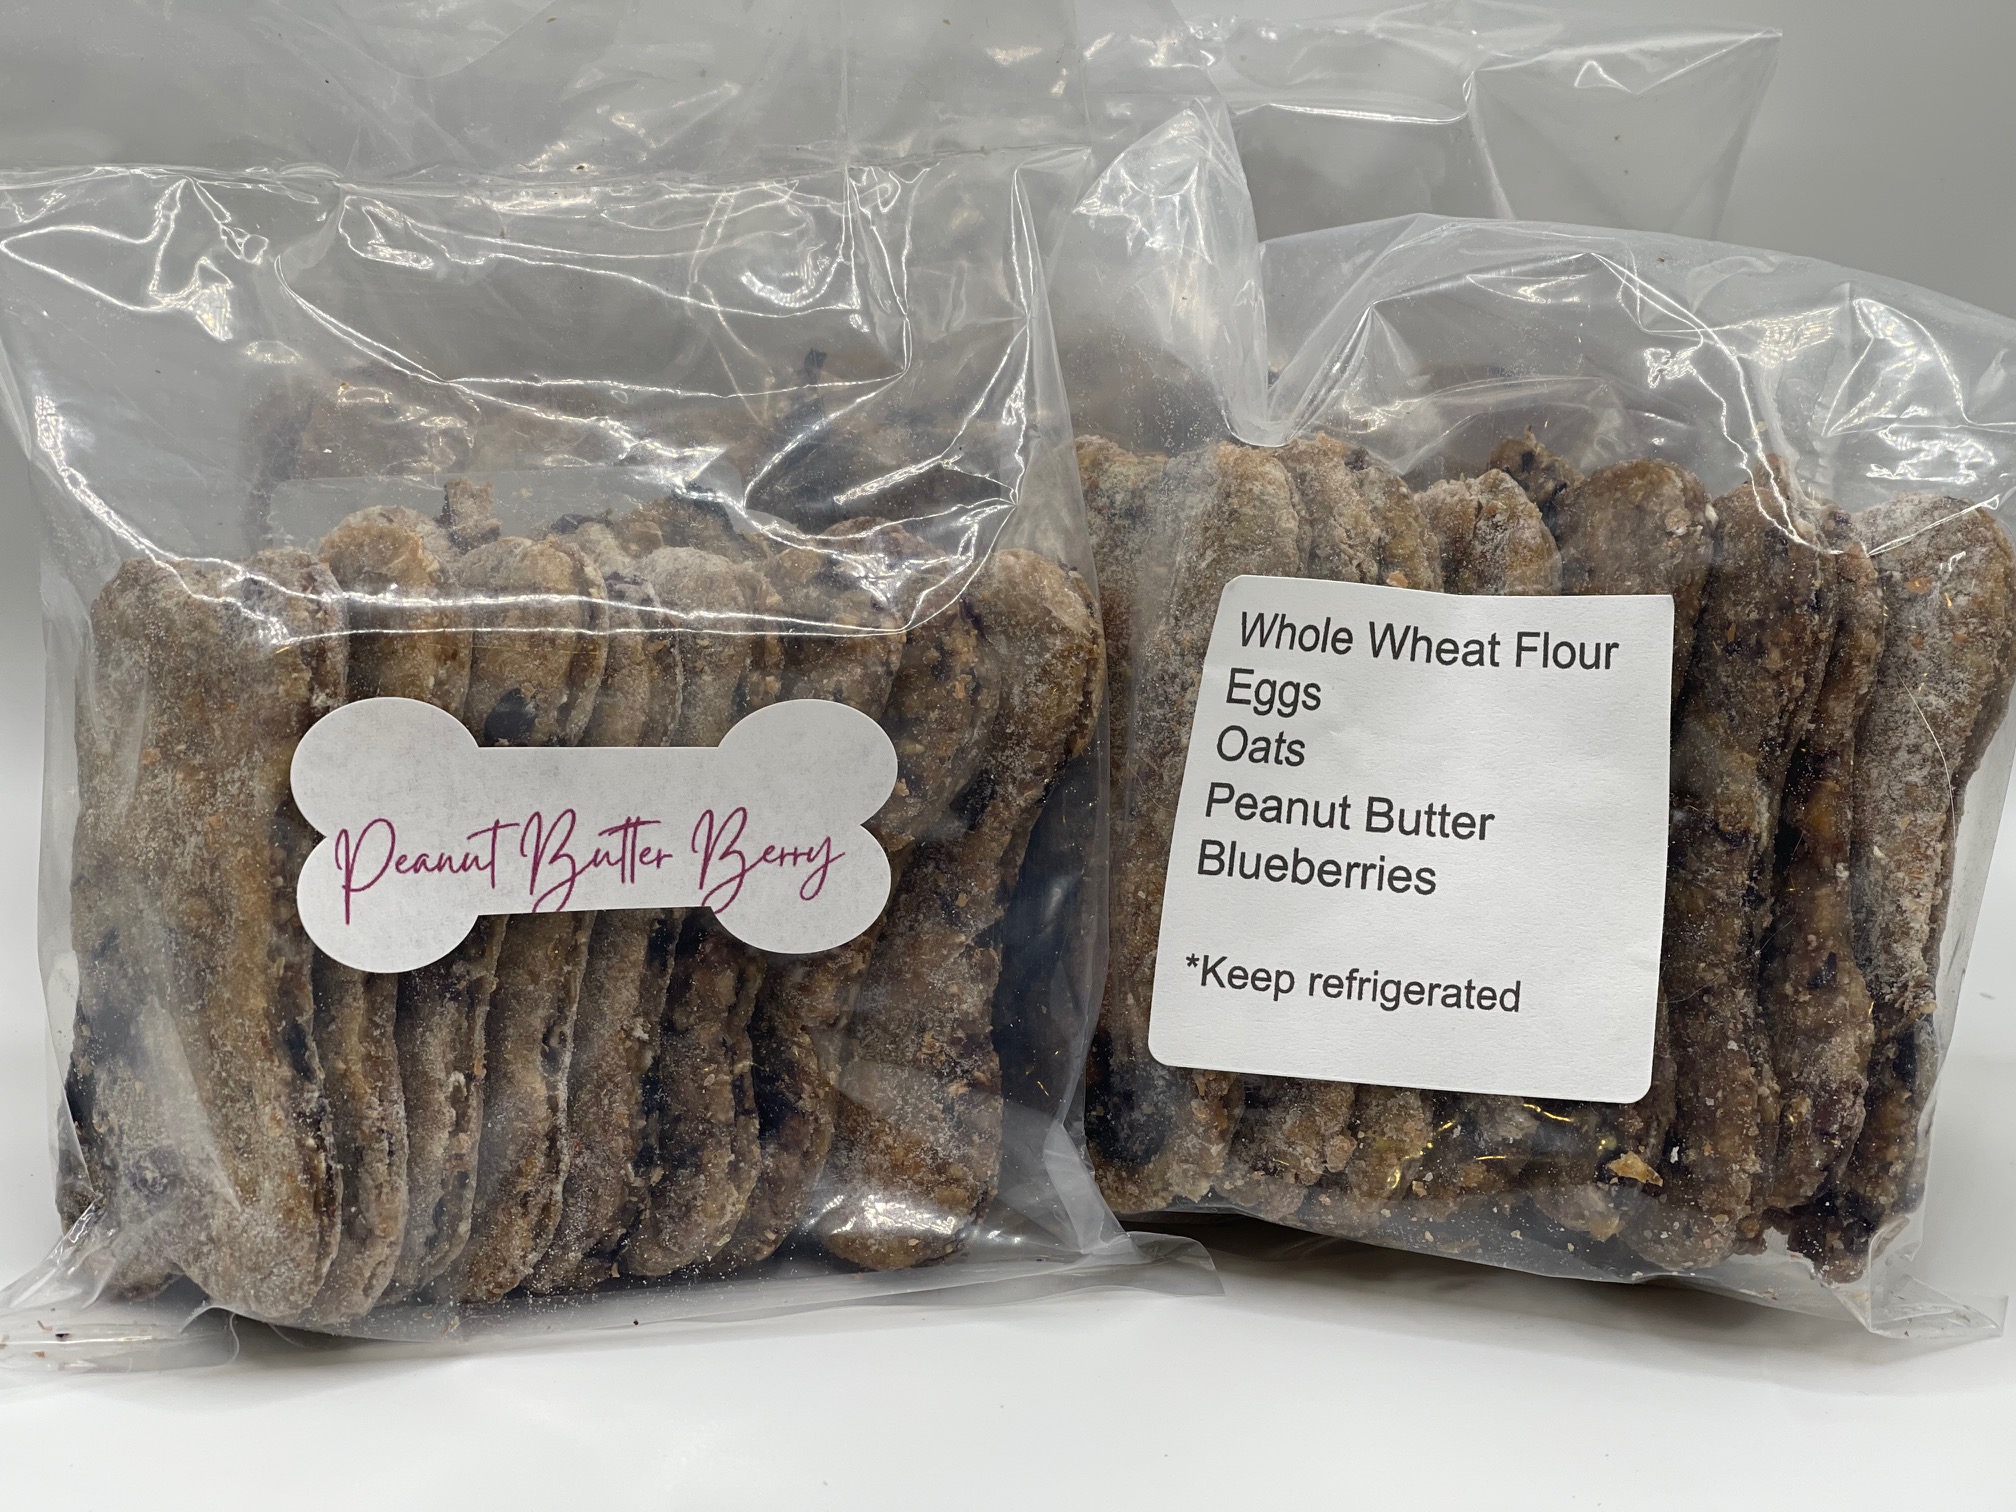 Peanut Butter Berry
Whole Wheat Flour
Eggs
Oats
Peanut Butter
Blueberries
*Keep refrigerated